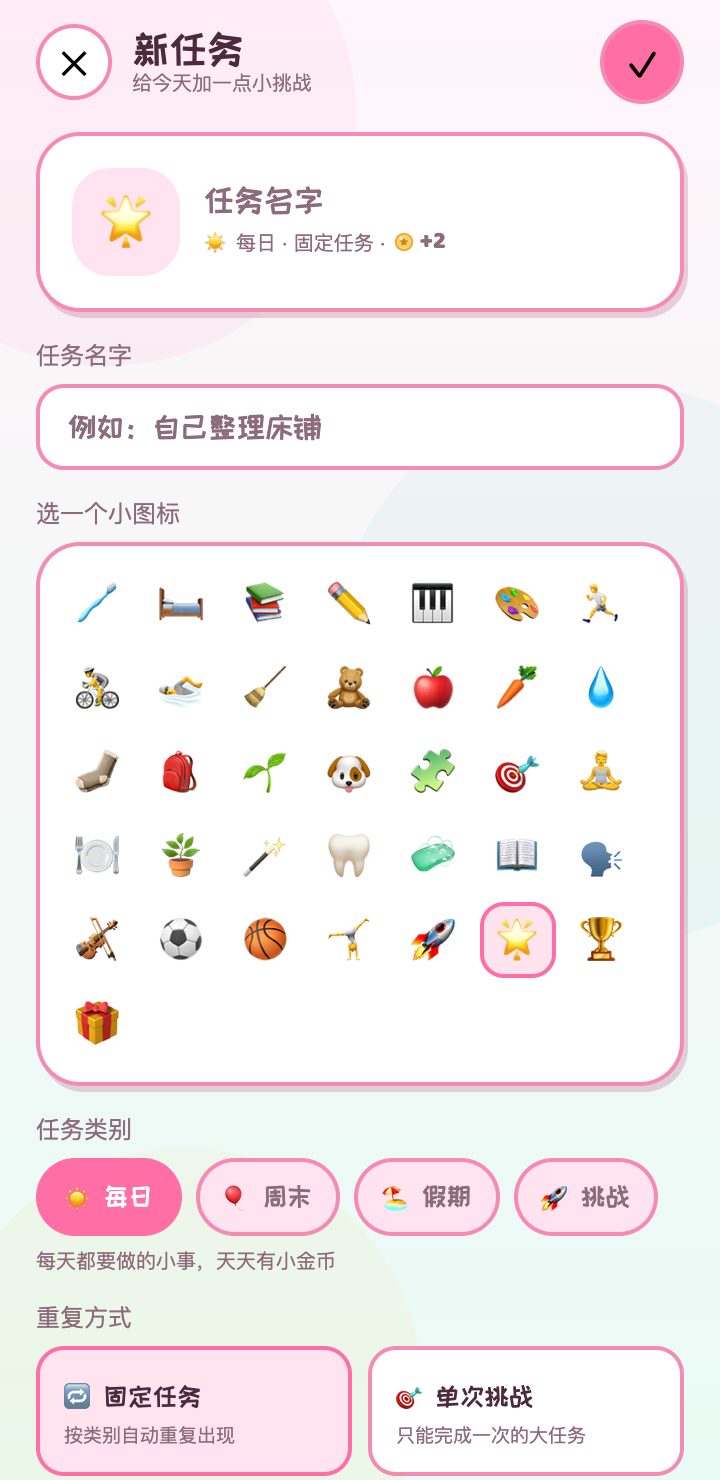 新任务
给今天加一点小挑战
任务名字
每日 · 固定任务 · +2
任务名字
例如：自己整理床铺
选一个小图标
任务类别
每日 周末 假期 挑战
每天都要做的小事，天天有小金币
重复方式
固定任务 单次挑战
按类别自动重复出现 只能完成一次的大任务